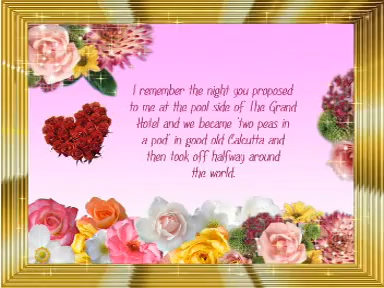 I remember the night you proposed
to me at the pool side of The Grand
Hotel and we became 'two peas in
a pod' in good old Calcutta and
then took off halfway around
the world.